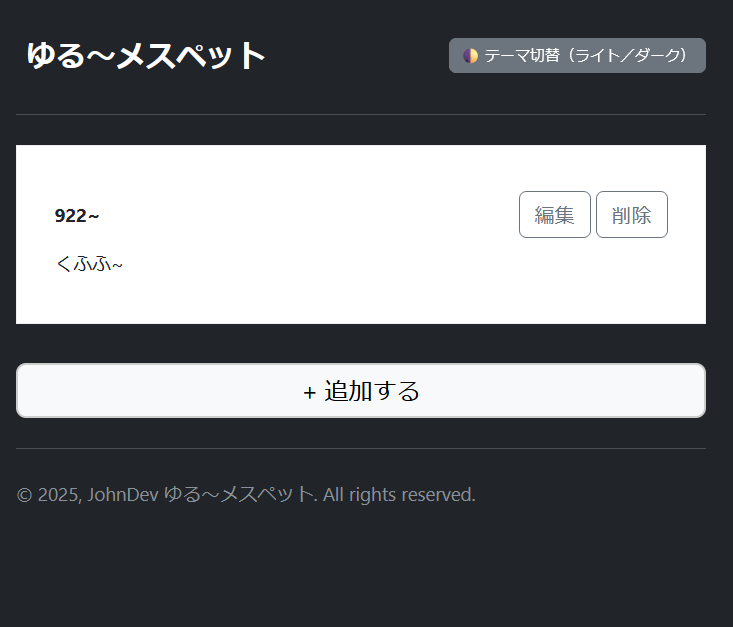 ゆる～メスペット
🌓 テーマ切替（ライト／ダーク）
922~
編集
削除
くふふ~
+ 追加する
© 2025, JohnDev ゆる～メスペット. All rights reserved.